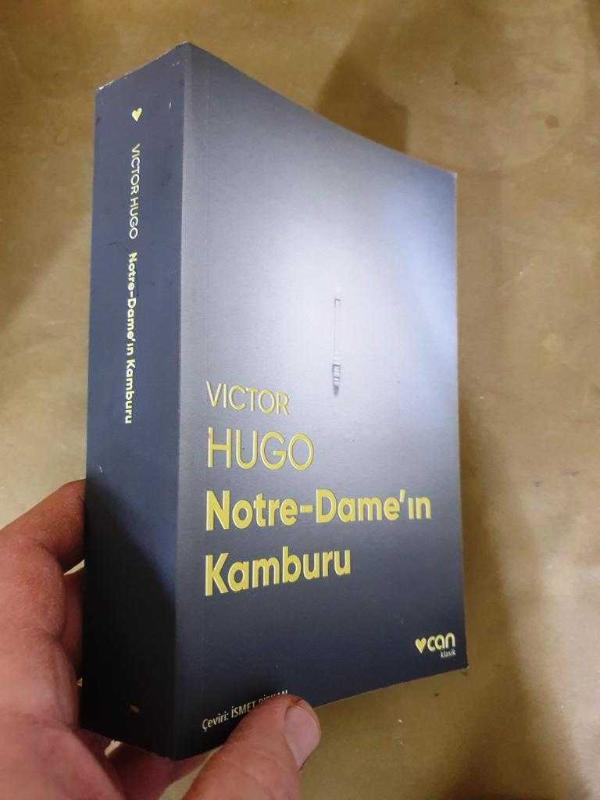 VICTOR HUGO Notre-Dame'ın Kamburu
VICTOR
HUGO
Notre-Dame'ın
Kamburu
can
klasik
Çeviri: İSMET